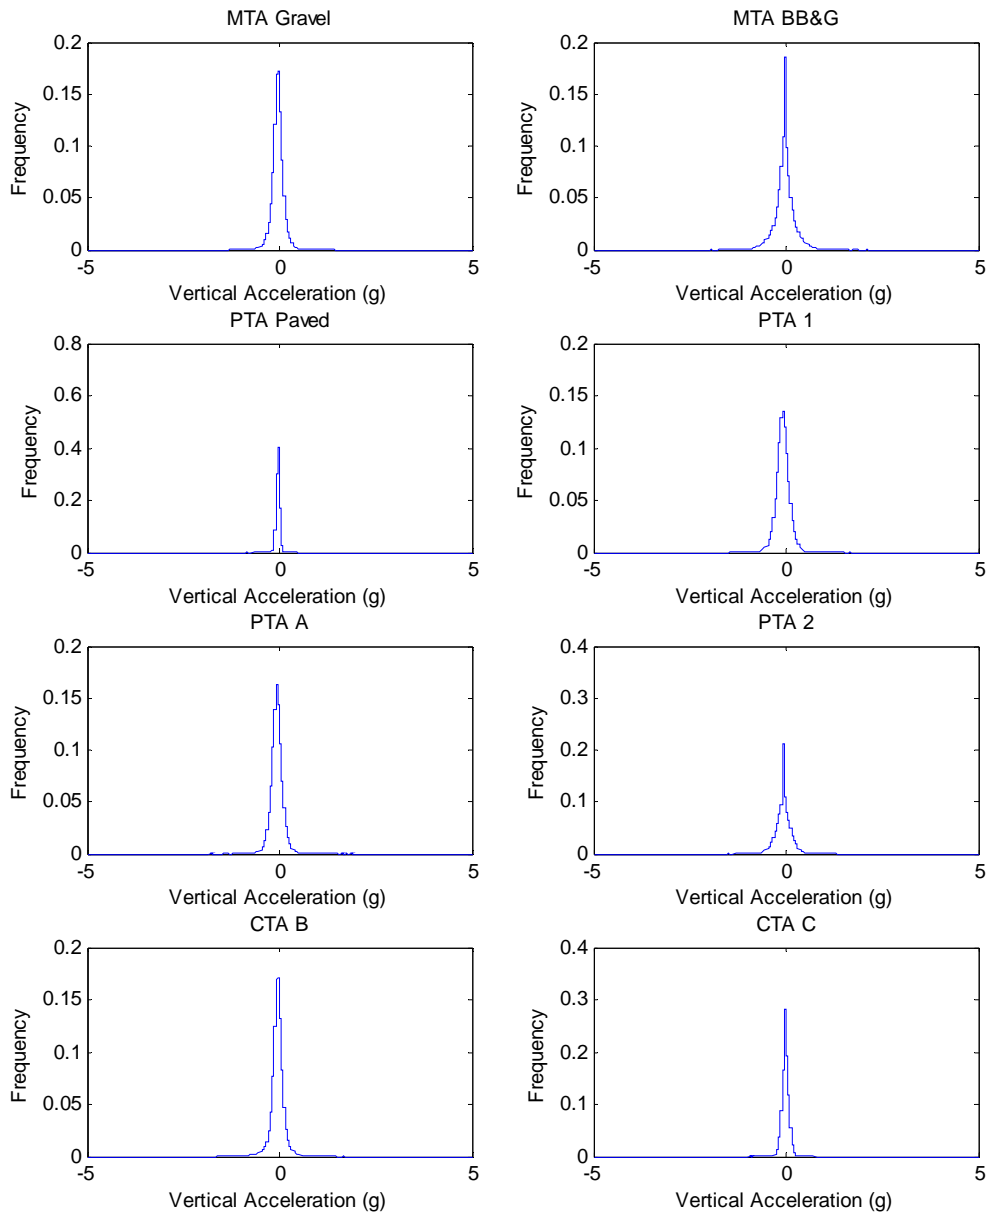 MTA Gravel
0.2
0.15
0.1
0.05
0
Frequency
-5
0
5
Vertical Acceleration (g)
MTA BB&G
0.2
0.15
0.1
0.05
0
Frequency
-5
0
5
Vertical Acceleration (g)
PTA Paved
0.8
0.6
0.4
0.2
0
Frequency
-5
0
5
Vertical Acceleration (g)
PTA 1
0.2
0.15
0.1
0.05
0
Frequency
-5
0
5
Vertical Acceleration (g)
PTA A
0.2
0.15
0.1
0.05
0
Frequency
-5
0
5
Vertical Acceleration (g)
PTA 2
0.4
0.3
0.2
0.1
0
Frequency
-5
0
5
Vertical Acceleration (g)
CTA B
0.2
0.15
0.1
0.05
0
Frequency
-5
0
5
Vertical Acceleration (g)
CTA C
0.4
0.3
0.2
0.1
0
Frequency
-5
0
5
Vertical Acceleration (g)